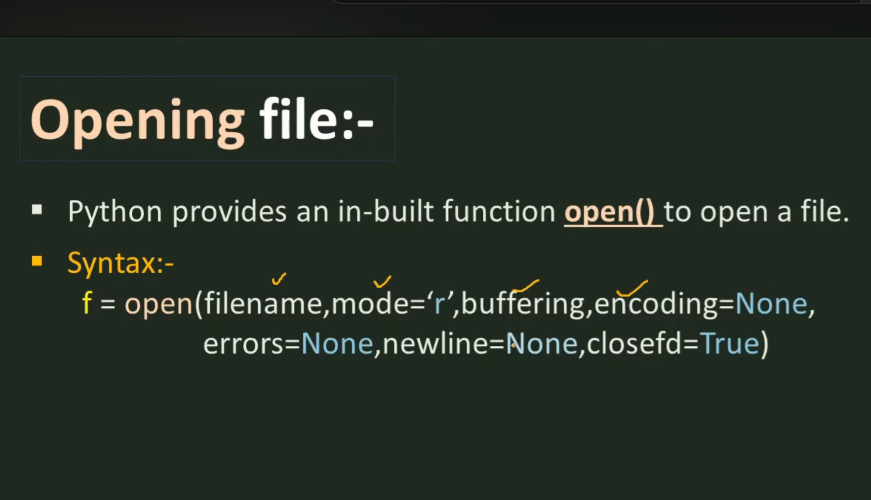 Opening file:-
▪ Python provides an in-built function open() to open a file.
▪ Syntax:-
f = open(filename,mode=‘r’,buffering,encoding=None,
errors=None,newline=None,closefd=True)